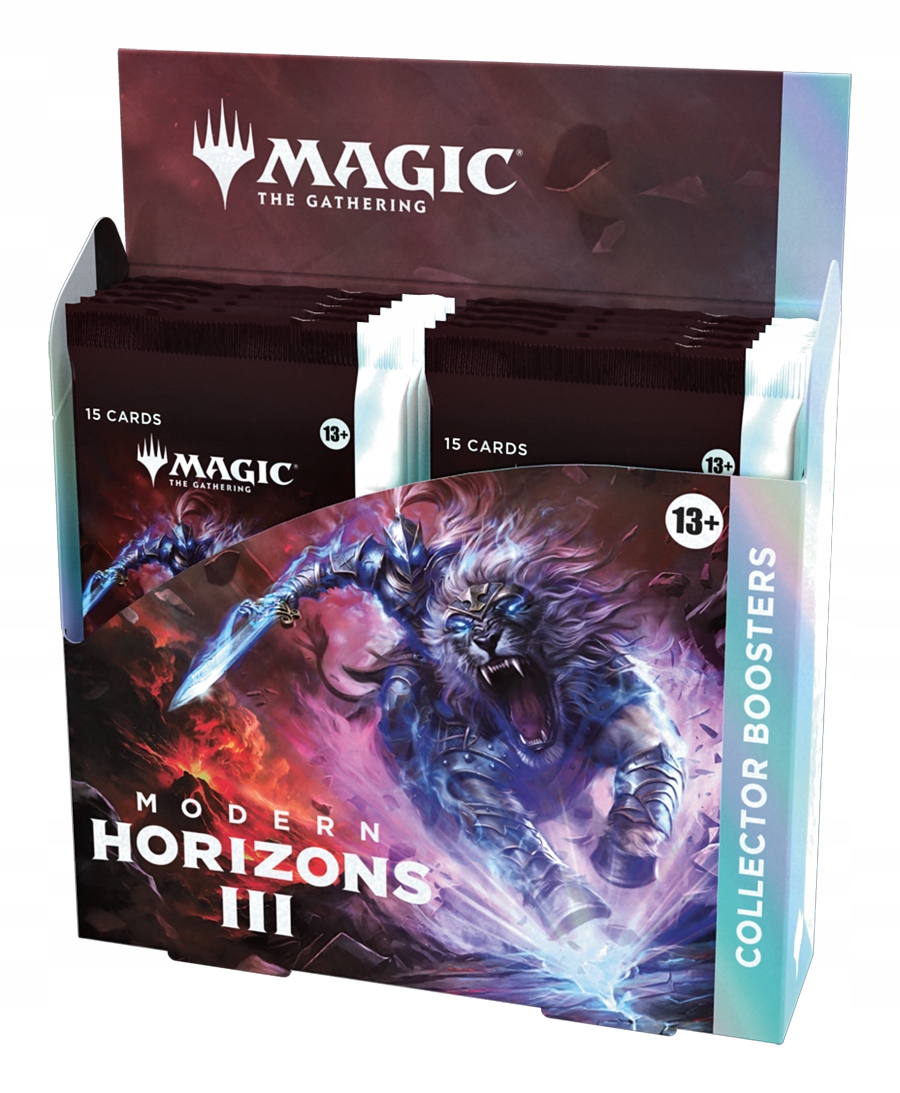 MAGIC®
THE GATHERING
15 CARDS
13+
MAGIC
THE GATHERING
15 CARDS
13+
13+
MODERN
HORIZONS
III
COLLECTOR BOOSTERS